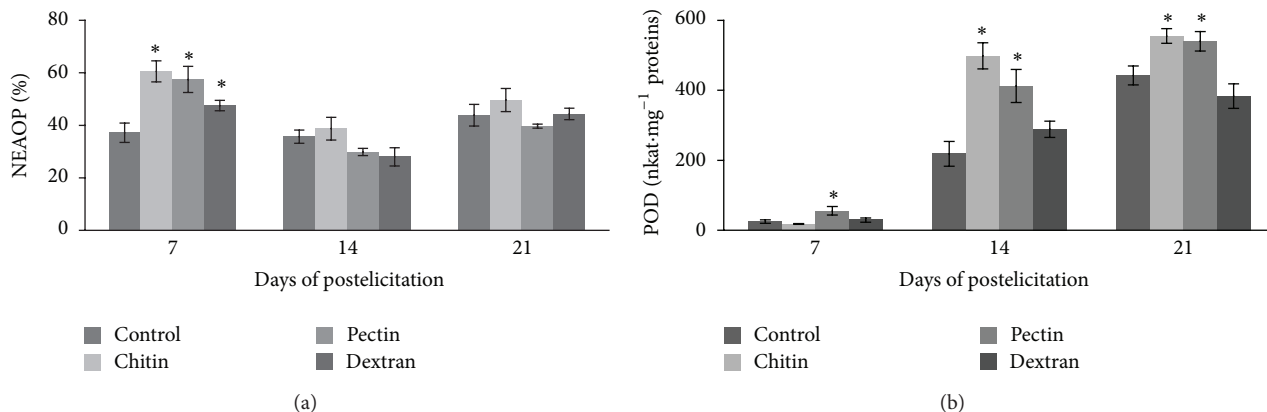 80
60
40
20
0
NEAOP (%)
* * *
7 14 21
Days of postelicitation
Control
Chitin
Pectin
Dextran
(a)
600
400
200
0
POD (nkat·mg⁻¹ proteins)
*
* *
* *
7 14 21
Days of postelicitation
Control
Chitin
Pectin
Dextran
(b)